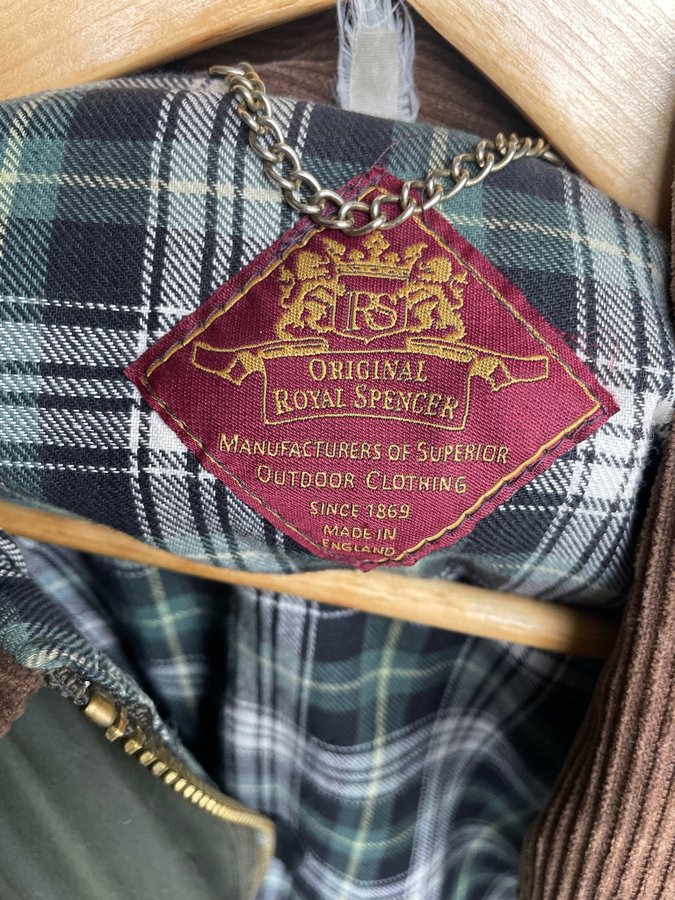 RS
ORIGINAL
ROYAL SPENCER
MANUFACTURERS OF SUPERIOR
OUTDOOR CLOTHING
SINCE 1869
MADE IN
ENGLAND